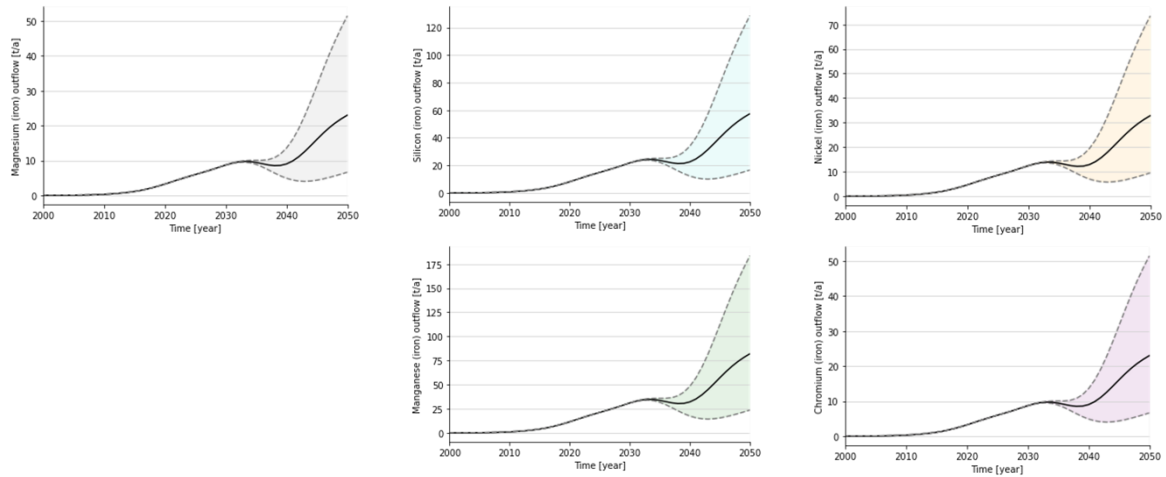 Magnesium (iron) outflow [t/a]
50
40
30
20
10
0
2000 2010 2020 2030 2040 2050
Time [year]
Silicon (iron) outflow [t/a]
120
100
80
60
40
20
0
2000 2010 2020 2030 2040 2050
Time [year]
Nickel (iron) outflow [t/a]
70
60
50
40
30
20
10
0
2000 2010 2020 2030 2040 2050
Time [year]
Manganese (iron) outflow [t/a]
175
150
125
100
75
50
25
0
2000 2010 2020 2030 2040 2050
Time [year]
Chromium (iron) outflow [t/a]
50
40
30
20
10
0
2000 2010 2020 2030 2040 2050
Time [year]